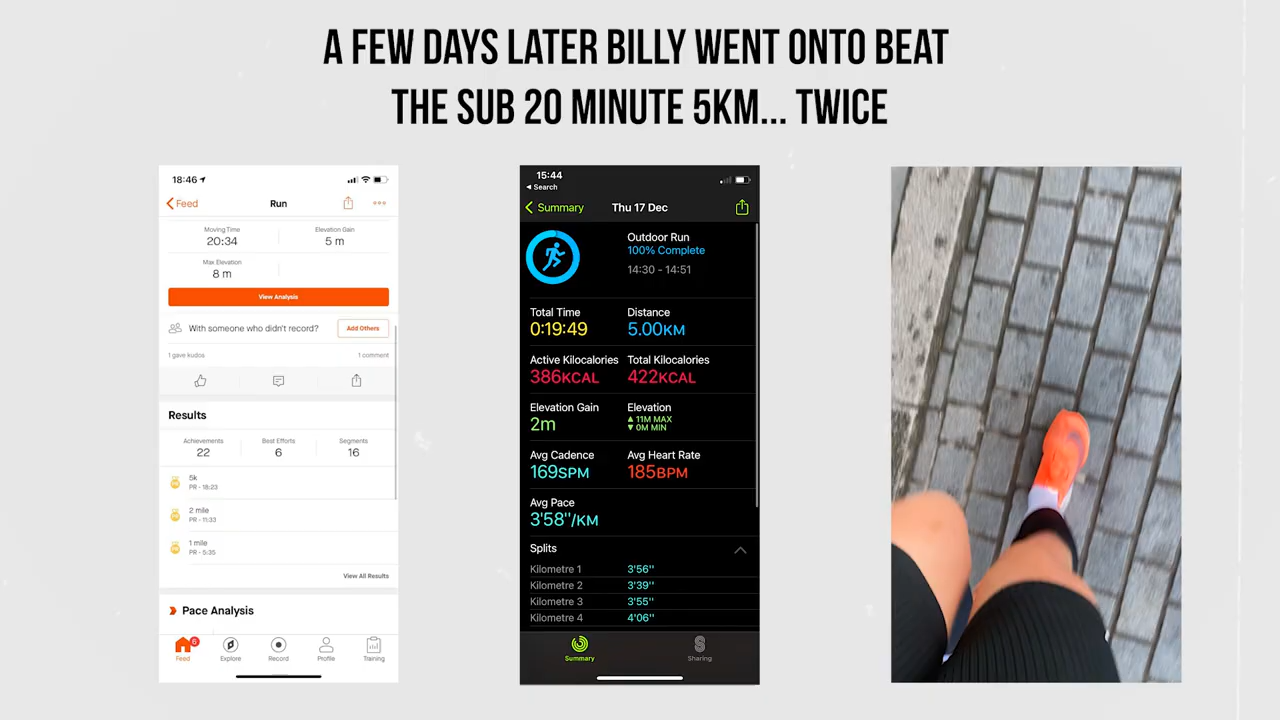 A FEW DAYS LATER BILLY WENT ONTO BEAT
THE SUB 20 MINUTE 5KM... TWICE
18:46
Feed
Run
Moving Time
20:34
Elevation Gain
5 m
Max Elevation
8 m
View Analysis
With someone who didn't record?
Add Others
1 gave kudos
1 comment
Results
Achievements
22
Best Efforts
6
Segments
16
5k
PR - 18:23
2 mile
PR - 11:33
1 mile
PR - 5:35
View All Results
Pace Analysis
6
Feed
Explore
Record
Profile
Training
15:44
Search
Summary
Thu 17 Dec
Outdoor Run
100% Complete
14:30 - 14:51
Total Time
0:19:49
Distance
5.00KM
Active Kilocalories
386KCAL
Total Kilocalories
422KCAL
Elevation Gain
2m
Elevation
11M MAX
0M MIN
Avg Cadence
169SPM
Avg Heart Rate
185BPM
Avg Pace
3'58''/KM
Splits
Kilometre 1 3'56''
Kilometre 2 3'39''
Kilometre 3 3'55''
Kilometre 4 4'06''
Summary
Sharing